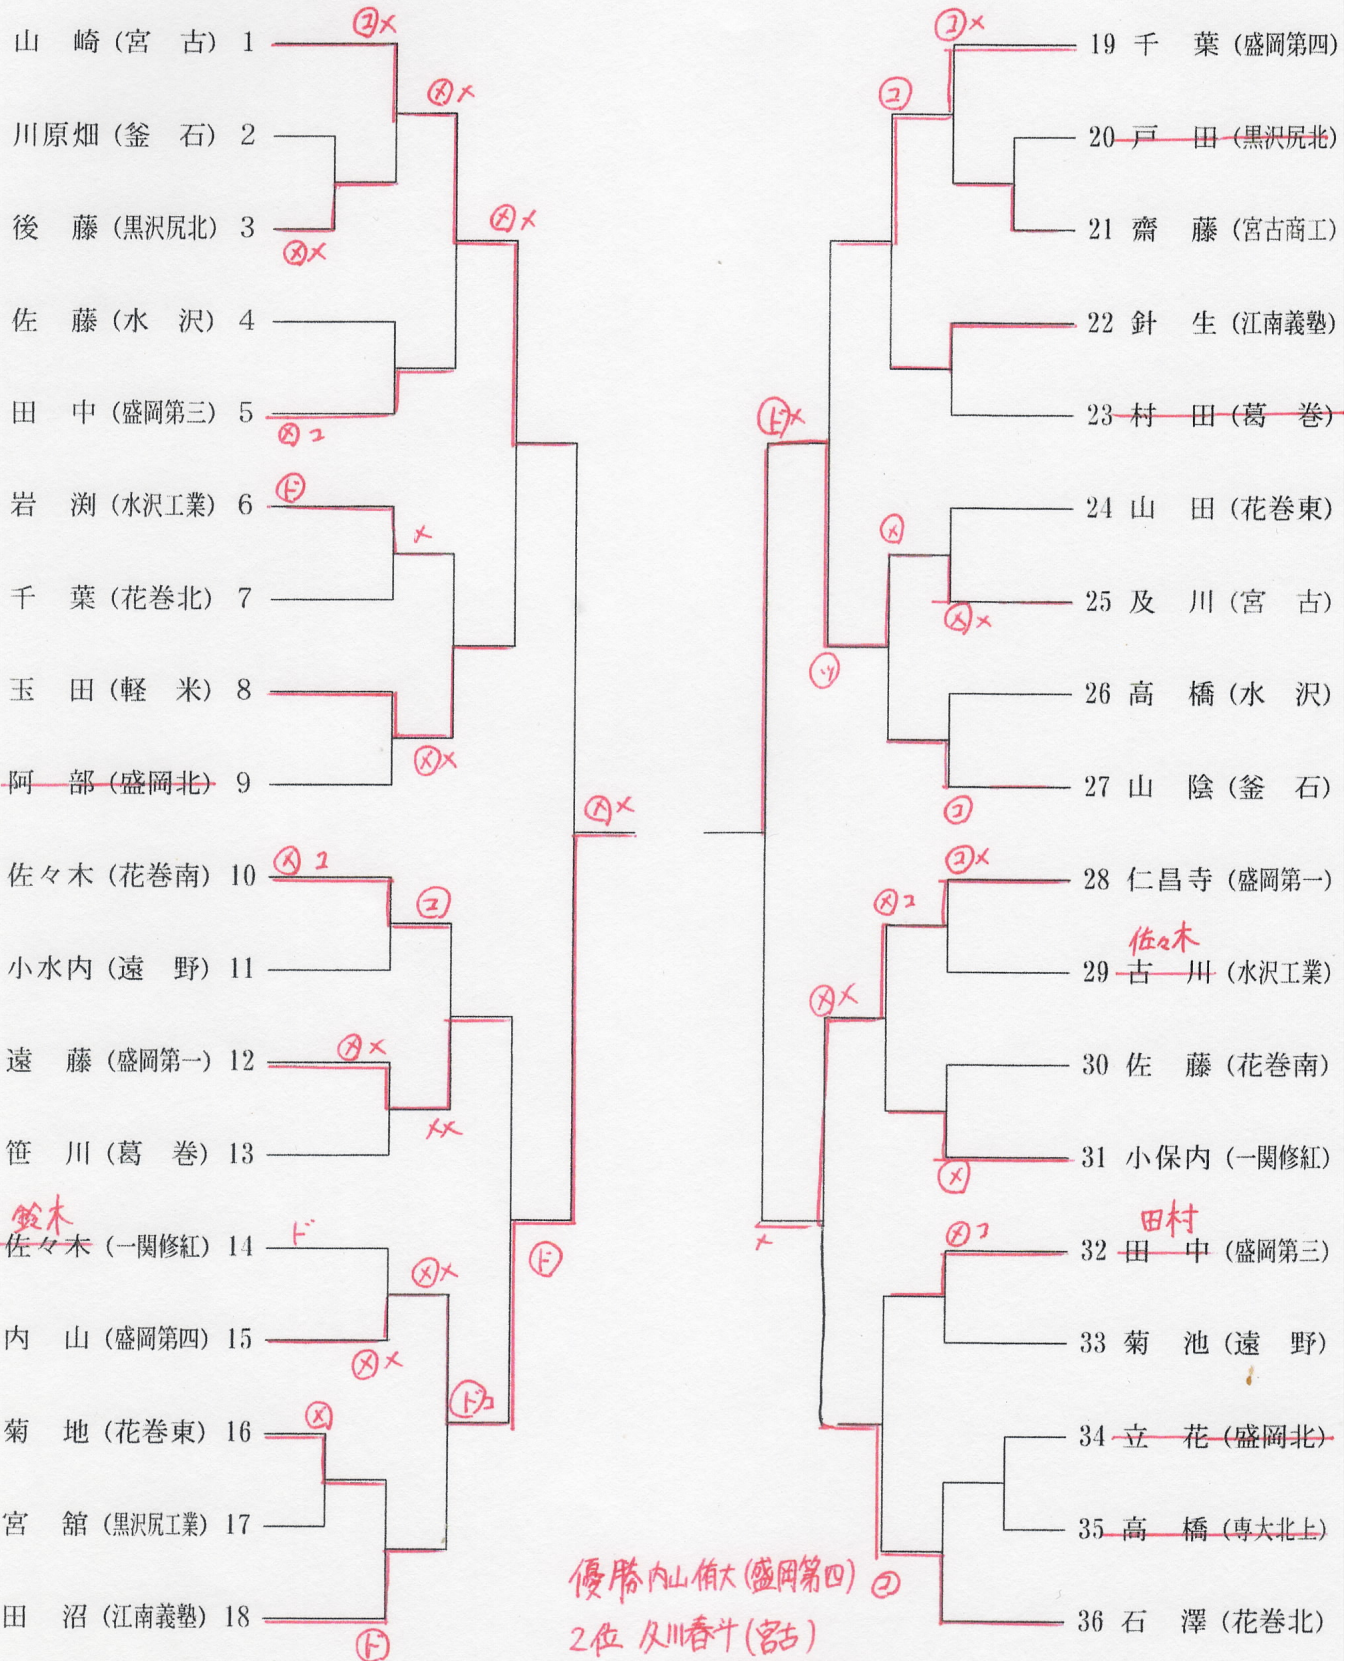 山崎(宮古) 1
川原畑(釜石) 2
後藤(黒沢尻北) 3
佐藤(水沢) 4
田中(盛岡第三) 5
岩渕(水沢工業) 6
千葉(花巻北) 7
玉田(軽米) 8
阿部(盛岡北) 9
佐々木(花巻南) 10
小水内(遠野) 11
遠藤(盛岡第一) 12
笹川(葛巻) 13
鈴木
佐々木(一関修紅) 14
内山(盛岡第四) 15
菊地(花巻東) 16
宮舘(黒沢尻工業) 17
田沼(江南義塾) 18
19 千葉(盛岡第四)
20 戸田(黒沢尻北)
21 齋藤(宮古商工)
22 針生(江南義塾)
23 村田(葛巻)
24 山田(花巻東)
25 及川(宮古)
26 高橋(水沢)
27 山陰(釜石)
28 仁昌寺(盛岡第一)
佐々木
29 古川(水沢工業)
30 佐藤(花巻南)
31 小保内(一関修紅)
田村
32 田中(盛岡第三)
33 菊池(遠野)
34 立花(盛岡北)
35 高橋(専大北上)
36 石澤(花巻北)
優勝 内山侑大(盛岡第四)
2位 及川春斗(宮古)